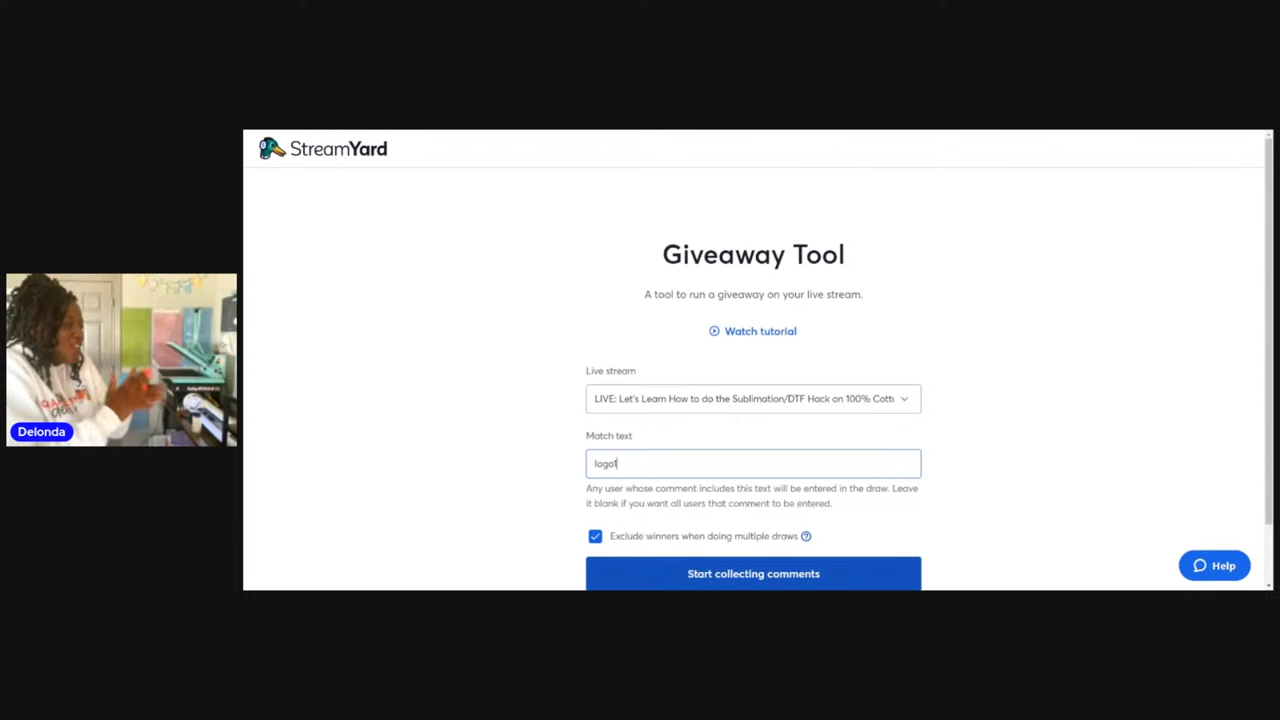 StreamYard
Giveaway Tool
A tool to run a giveaway on your live stream.
Watch tutorial
Live stream
LIVE: Let's Learn How to do the Sublimation/DTF Hack on 100% Cott
Match text
logo1
Any user whose comment includes this text will be entered in the draw. Leave
it blank if you want all users that comment to be entered.
Exclude winners when doing multiple draws
Start collecting comments
Help
Delonda